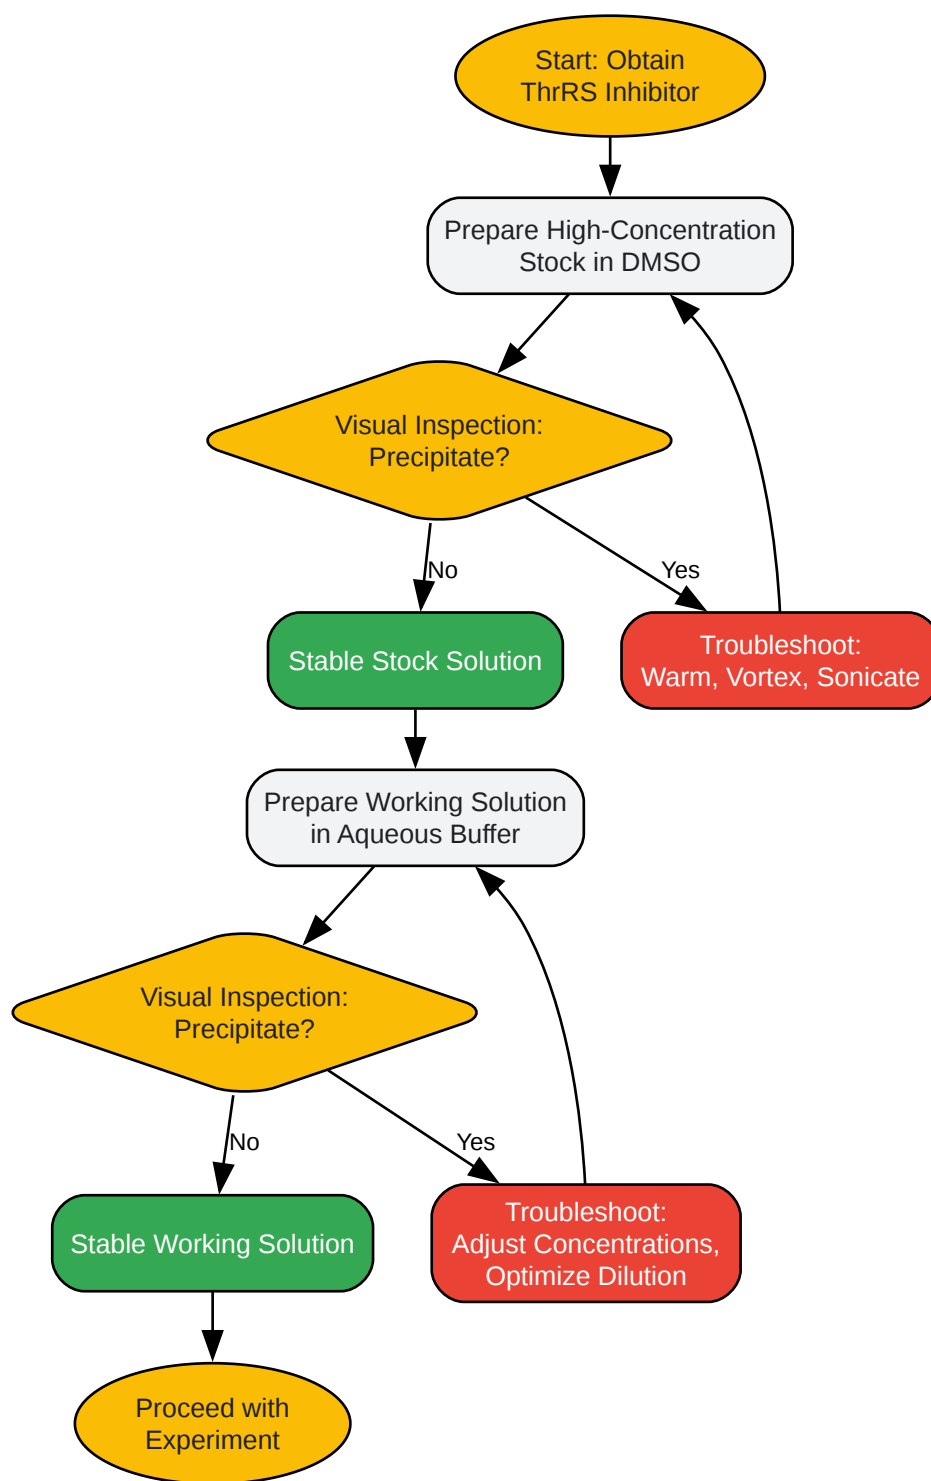 Start: Obtain
ThrRS Inhibitor
Prepare High-Concentration
Stock in DMSO
Visual Inspection:
Precipitate?
No
Yes
Stable Stock Solution
Troubleshoot:
Warm, Vortex, Sonicate
Prepare Working Solution
in Aqueous Buffer
Visual Inspection:
Precipitate?
No
Yes
Stable Working Solution
Troubleshoot:
Adjust Concentrations,
Optimize Dilution
Proceed with
Experiment